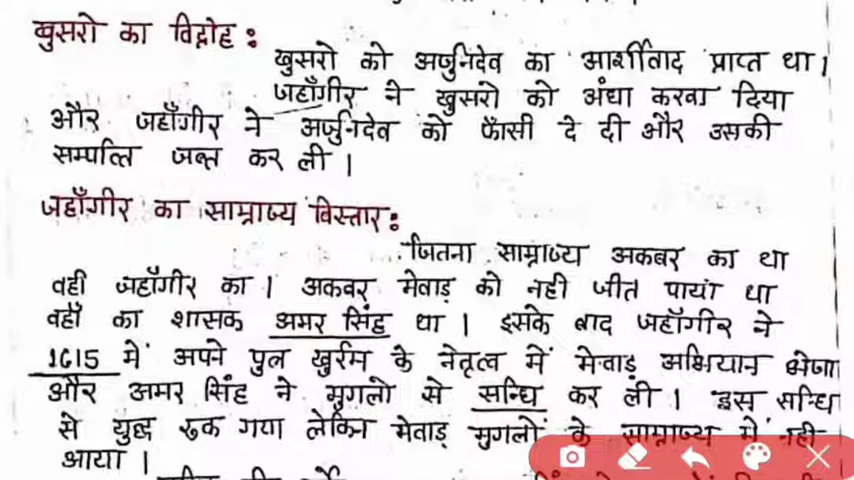 खुसरो का विद्रोह :
खुसरो को अर्जुनदेव का आर्शीवाद प्राप्त था।
जहाँगीर ने खुसरो को अंधा करवा दिया
और जहाँगीर ने अर्जुनदेव को फाँसी दे दी और उसकी
सम्पत्ति जब्त कर ली।
जहाँगीर का साम्राज्य विस्तार :
जितना साम्राज्य अकबर का था
वही जहाँगीर का। अकबर मेवाड़ को नही जीत पाया था
वहाँ का शासक अमर सिंह था। इसके बाद जहाँगीर ने
1615 में अपने पुत्र खुर्रम के नेतृत्व में मेवाड़ अभियान भेजा
और अमर सिंह ने मुगलो से सन्धि कर ली। इस सन्धि
से युद्ध रुक गया लेकिन मेवाड़ मुगलों के साम्राज्य में नही
आया।